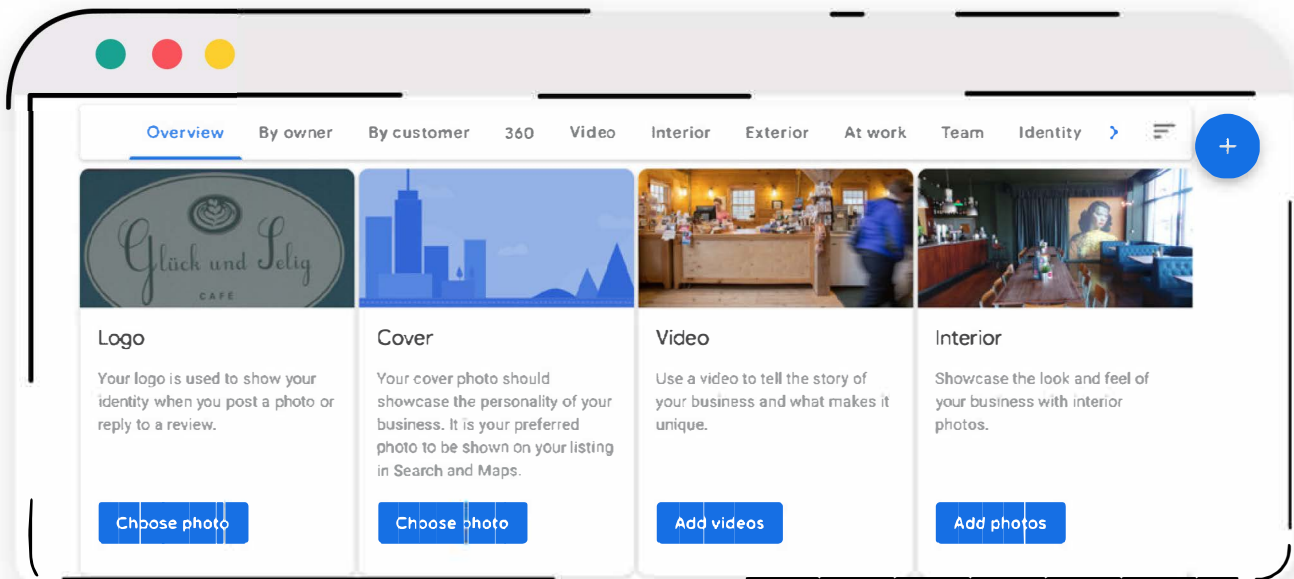 Overview By owner By customer 360 Video Interior Exterior At work Team Identity
Glück und Selig
CAFE
Logo
Your logo is used to show your
identity when you post a photo or
reply to a review.
Choose photo
Cover
Your cover photo should
showcase the personality of your
business. It is your preferred
photo to be shown on your listing
in Search and Maps.
Choose photo
Video
Use a video to tell the story of
your business and what makes it
unique.
Add videos
Interior
Showcase the look and feel of
your business with interior
photos.
Add photos